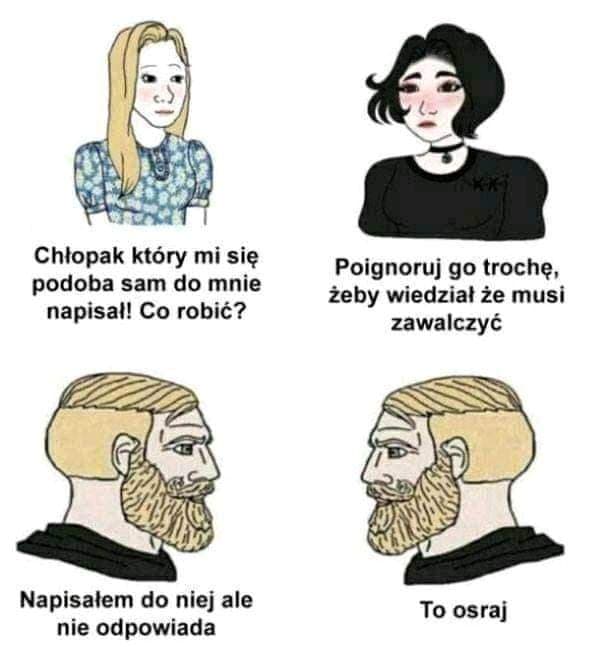 Chłopak który mi się
podoba sam do mnie
napisał! Co robić?
Poignoruj go trochę,
żeby wiedział że musi
zawalczyć
Napisałem do niej ale
nie odpowiada
To osraj